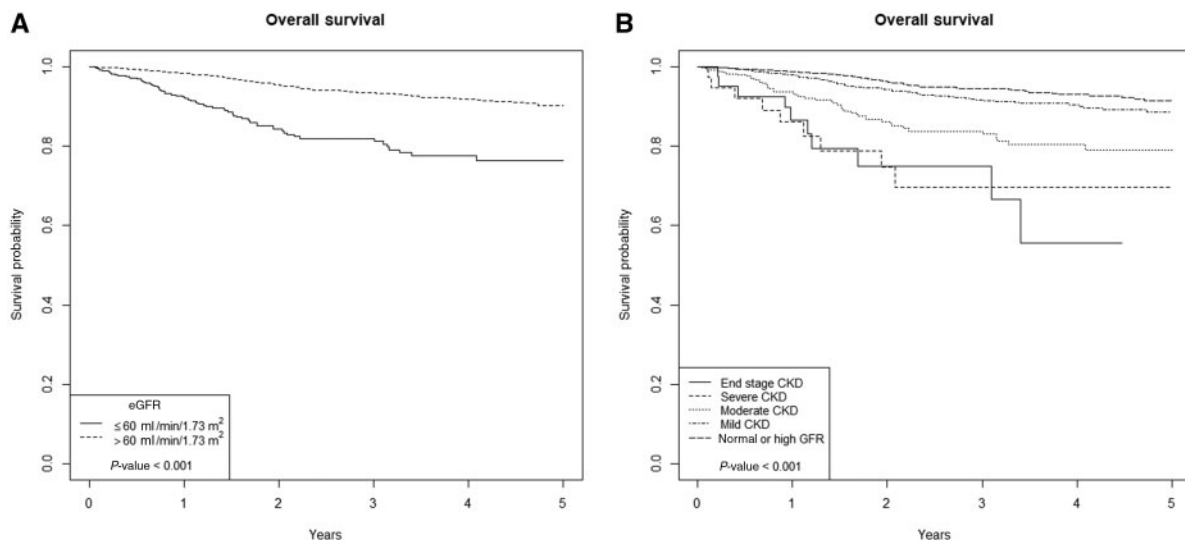 A
Overall survival
Survival probability
1.0
0.8
0.6
0.4
0.2
0.0
eGFR
≤60 ml/min/1.73 m²
>60 ml/min/1.73 m²
P-value < 0.001
0 1 2 3 4 5
Years
B
Overall survival
Survival probability
1.0
0.8
0.6
0.4
0.2
0.0
End stage CKD
Severe CKD
Moderate CKD
Mild CKD
Normal or high GFR
P-value < 0.001
0 1 2 3 4 5
Years